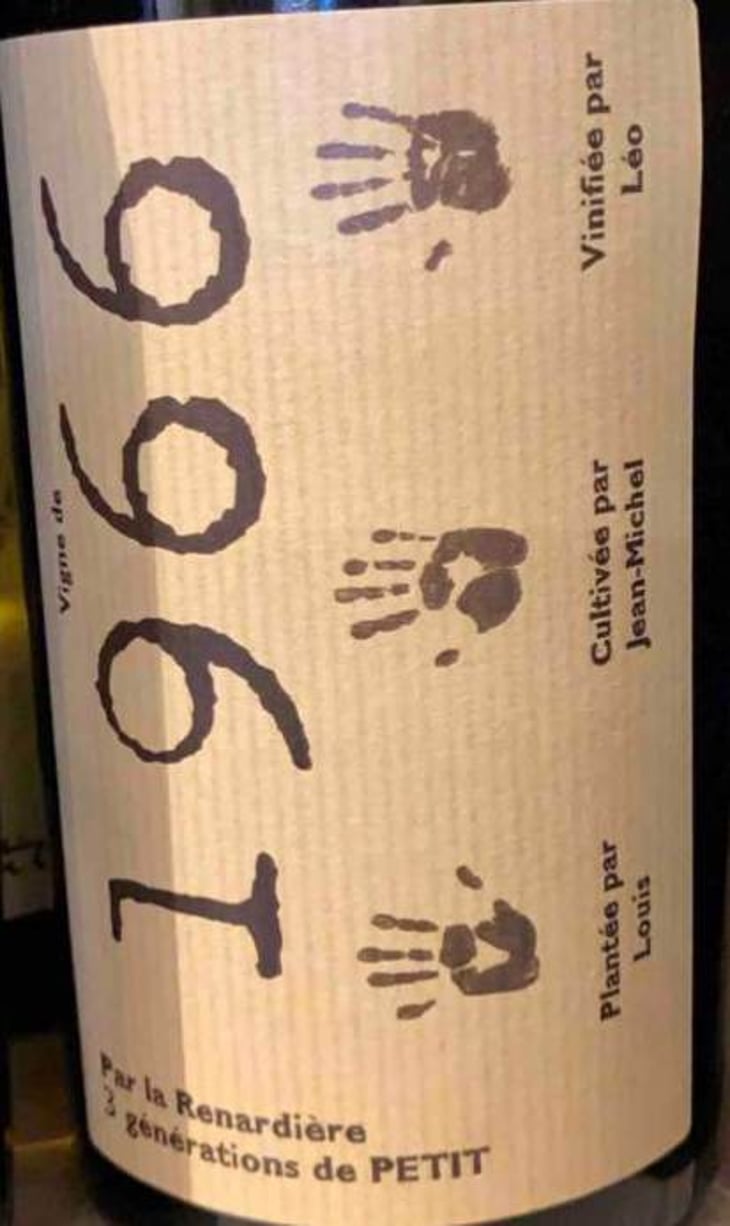 Vigne de
1966
Plantée par
Louis
Cultivée par
Jean-Michel
Vinifiée par
Léo
Par la Renardière
3 générations de PETIT